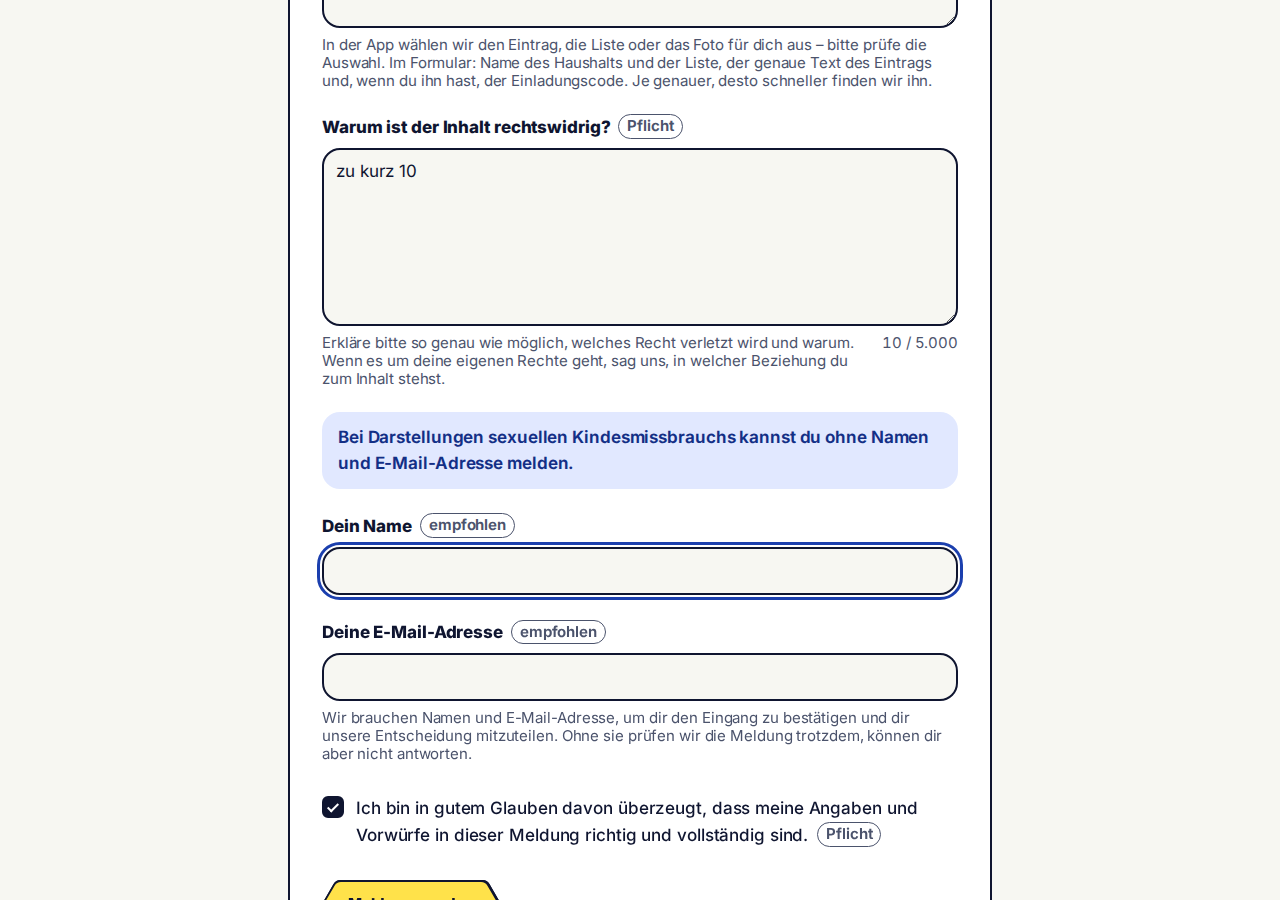 In der App wählen wir den Eintrag, die Liste oder das Foto für dich aus – bitte prüfe die
Auswahl. Im Formular: Name des Haushalts und der Liste, der genaue Text des Eintrags
und, wenn du ihn hast, der Einladungscode. Je genauer, desto schneller finden wir ihn.
Warum ist der Inhalt rechtswidrig? Pflicht
zu kurz 10
Erkläre bitte so genau wie möglich, welches Recht verletzt wird und warum. 10 / 5.000
Wenn es um deine eigenen Rechte geht, sag uns, in welcher Beziehung du
zum Inhalt stehst.
Bei Darstellungen sexuellen Kindesmissbrauchs kannst du ohne Namen
und E-Mail-Adresse melden.
Dein Name empfohlen
Deine E-Mail-Adresse empfohlen
Wir brauchen Namen und E-Mail-Adresse, um dir den Eingang zu bestätigen und dir
unsere Entscheidung mitzuteilen. Ohne sie prüfen wir die Meldung trotzdem, können dir
aber nicht antworten.
Ich bin in gutem Glauben davon überzeugt, dass meine Angaben und
Vorwürfe in dieser Meldung richtig und vollständig sind. Pflicht